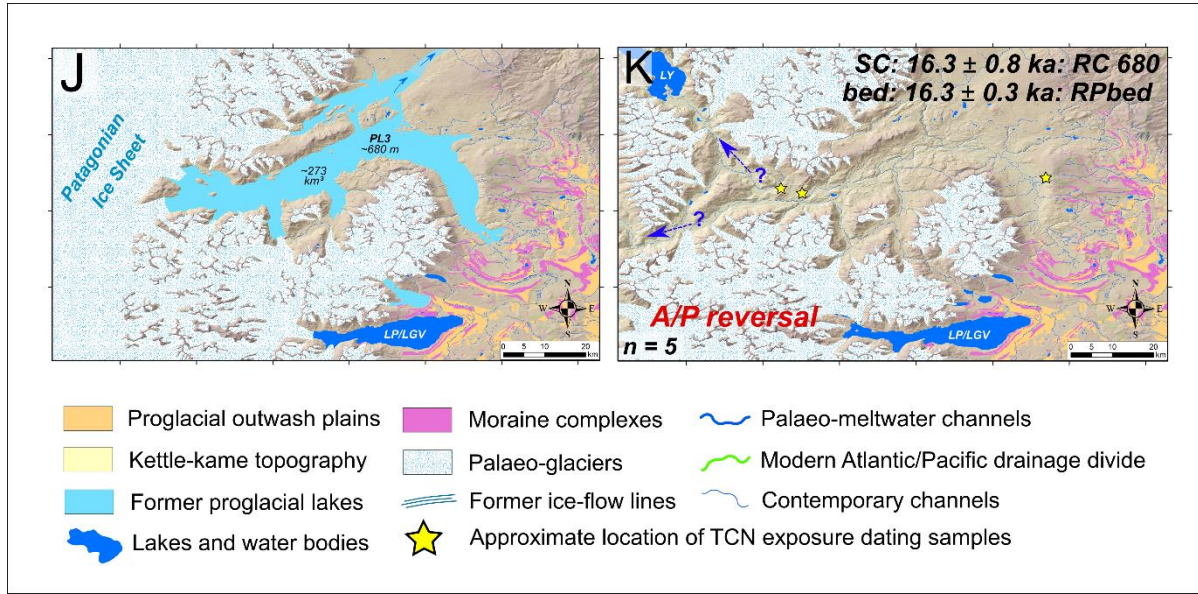 J
Patagonian
Ice Sheet
PL3
~680 m
~273
km³
LP/LGV
N
W E
S
0 5 10 20
km
K
LY
SC: 16.3 ± 0.8 ka: RC 680
bed: 16.3 ± 0.3 ka: RPbed
?
?
A/P reversal
n = 5
LP/LGV
N
W E
S
0 5 10 20
km
Proglacial outwash plains
Moraine complexes
Palaeo-meltwater channels
Kettle-kame topography
Palaeo-glaciers
Modern Atlantic/Pacific drainage divide
Former proglacial lakes
Former ice-flow lines
Contemporary channels
Lakes and water bodies
Approximate location of TCN exposure dating samples